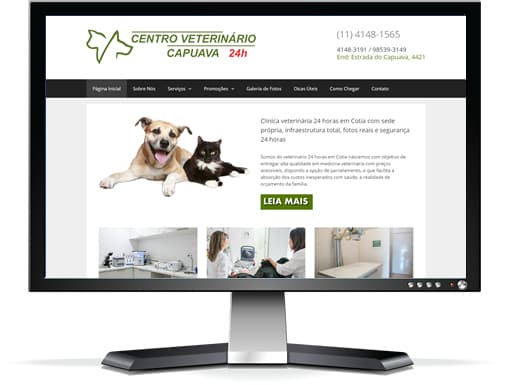 CENTRO VETERINÁRIO
CAPUAVA 24h
(11) 4148-1565
4148-3191 / 98539-3149
End: Estrada do Capuava, 4421
Página Inicial Sobre Nós Serviços Promoções Galeria de Fotos Dicas Úteis Como Chegar Contato
Clínica veterinária 24 horas em Cotia com sede
própria, infraestrutura total, fotos reais e segurança
24 horas
Somos do veterinário 24 horas em Cotia nascemos com objetivo de
entregar alta qualidade em medicina veterinária com preços
acessíveis, dispondo a opção de parcelamento, o que facilita a
absorção dos custos inesperados com saúde, à realidade de
orçamento da família.
LEIA MAIS